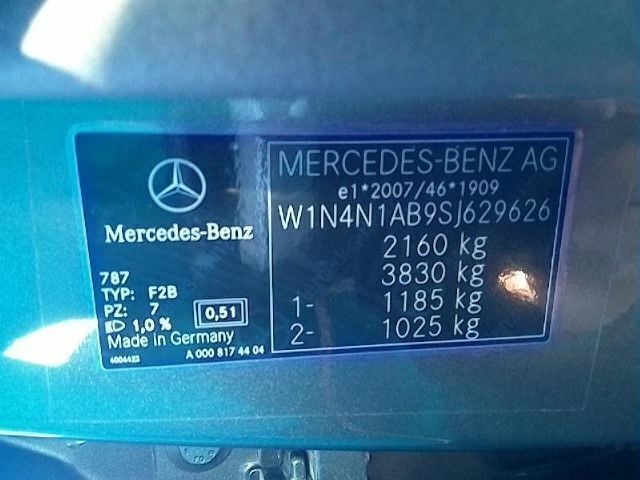 Mercedes-Benz
787
TYP: F2B
PZ: 7
1,0 %
0,51
Made in Germany
4004423
A 000 817 44 04
MERCEDES-BENZ AG
e1*2007/46*1909
W1N4N1AB9SJ629626
2160 kg
3830 kg
1- 1185 kg
2- 1025 kg